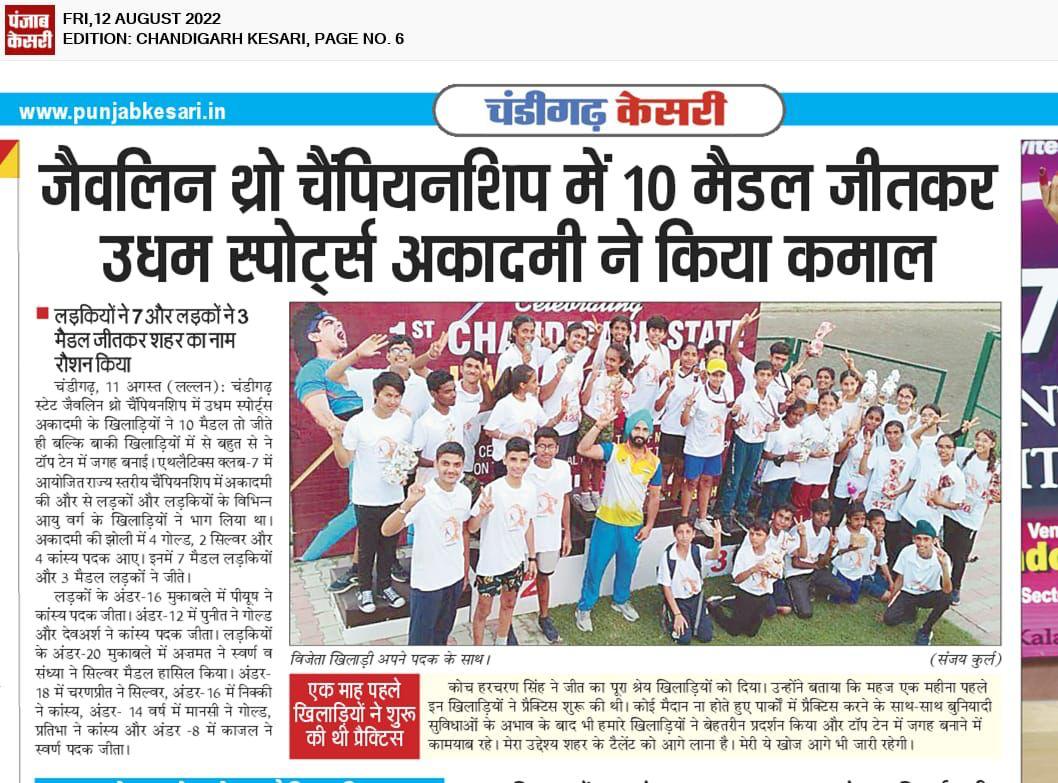 पंजाब
केसरी
FRI,12 AUGUST 2022
EDITION: CHANDIGARH KESARI, PAGE NO. 6
www.punjabkesari.in
चंडीगढ़ केसरी
जैवलिन थ्रो चैंपियनशिप में 10 मैडल जीतकर
उधम स्पोर्ट्स अकादमी ने किया कमाल
लड़कियों ने 7 और लड़कों ने 3
मैडल जीतकर शहर का नाम
रौशन किया
चंडीगढ़, 11 अगस्त (लल्लन): चंडीगढ़
स्टेट जैवलिन थ्रो चैंपियनशिप में उधम स्पोर्ट्स
अकादमी के खिलाड़ियों ने 10 मैडल तो जीते
ही बल्कि बाकी खिलाड़ियों में से बहुत से ने
टॉप टेन में जगह बनाई। एथलैटिक्स क्लब-7 में
आयोजित राज्य स्तरीय चैंपियनशिप में अकादमी
की और से लड़कों और लड़कियों के विभिन्न
आयु वर्ग के खिलाड़ियों ने भाग लिया था।
अकादमी की झोली में 4 गोल्ड, 2 सिल्वर और
4 कांस्य पदक आए। इनमें 7 मैडल लड़कियों
और 3 मैडल लड़कों ने जीते।
लड़कों के अंडर-16 मुकाबले में पीयूष ने
कांस्य पदक जीता। अंडर-12 में पुनीत ने गोल्ड
और देवअर्श ने कांस्य पदक जीता। लड़कियों
के अंडर-20 मुकाबले में अजमत ने स्वर्ण व
संध्या ने सिल्वर मैडल हासिल किया। अंडर-
18 में चरणप्रीत ने सिल्वर, अंडर-16 में निक्की
ने कांस्य, अंडर- 14 वर्ष में मानसी ने गोल्ड,
प्रतिभा ने कांस्य और अंडर -8 में काजल ने
स्वर्ण पदक जीता।
Celebrating
1ST CHANDIGARH STATE
2
3
विजेता खिलाड़ी अपने पदक के साथ।
(संजय कुर्ल)
एक माह पहले
खिलाड़ियों ने शुरू
की थी प्रैक्टिस
कोच हरचरण सिंह ने जीत का पूरा श्रेय खिलाड़ियों को दिया। उन्होंने बताया कि महज एक महीना पहले
इन खिलाड़ियों ने प्रैक्टिस शुरू की थी। कोई मैदान ना होते हुए पार्कों में प्रैक्टिस करने के साथ-साथ बुनियादी
सुविधाओं के अभाव के बाद भी हमारे खिलाड़ियों ने बेहतरीन प्रदर्शन किया और टॉप टेन में जगह बनाने में
कामयाब रहे। मेरा उद्देश्य शहर के टैलेंट को आगे लाना है। मेरी ये खोज आगे भी जारी रहेगी।
7
Ven
Sect
Kala